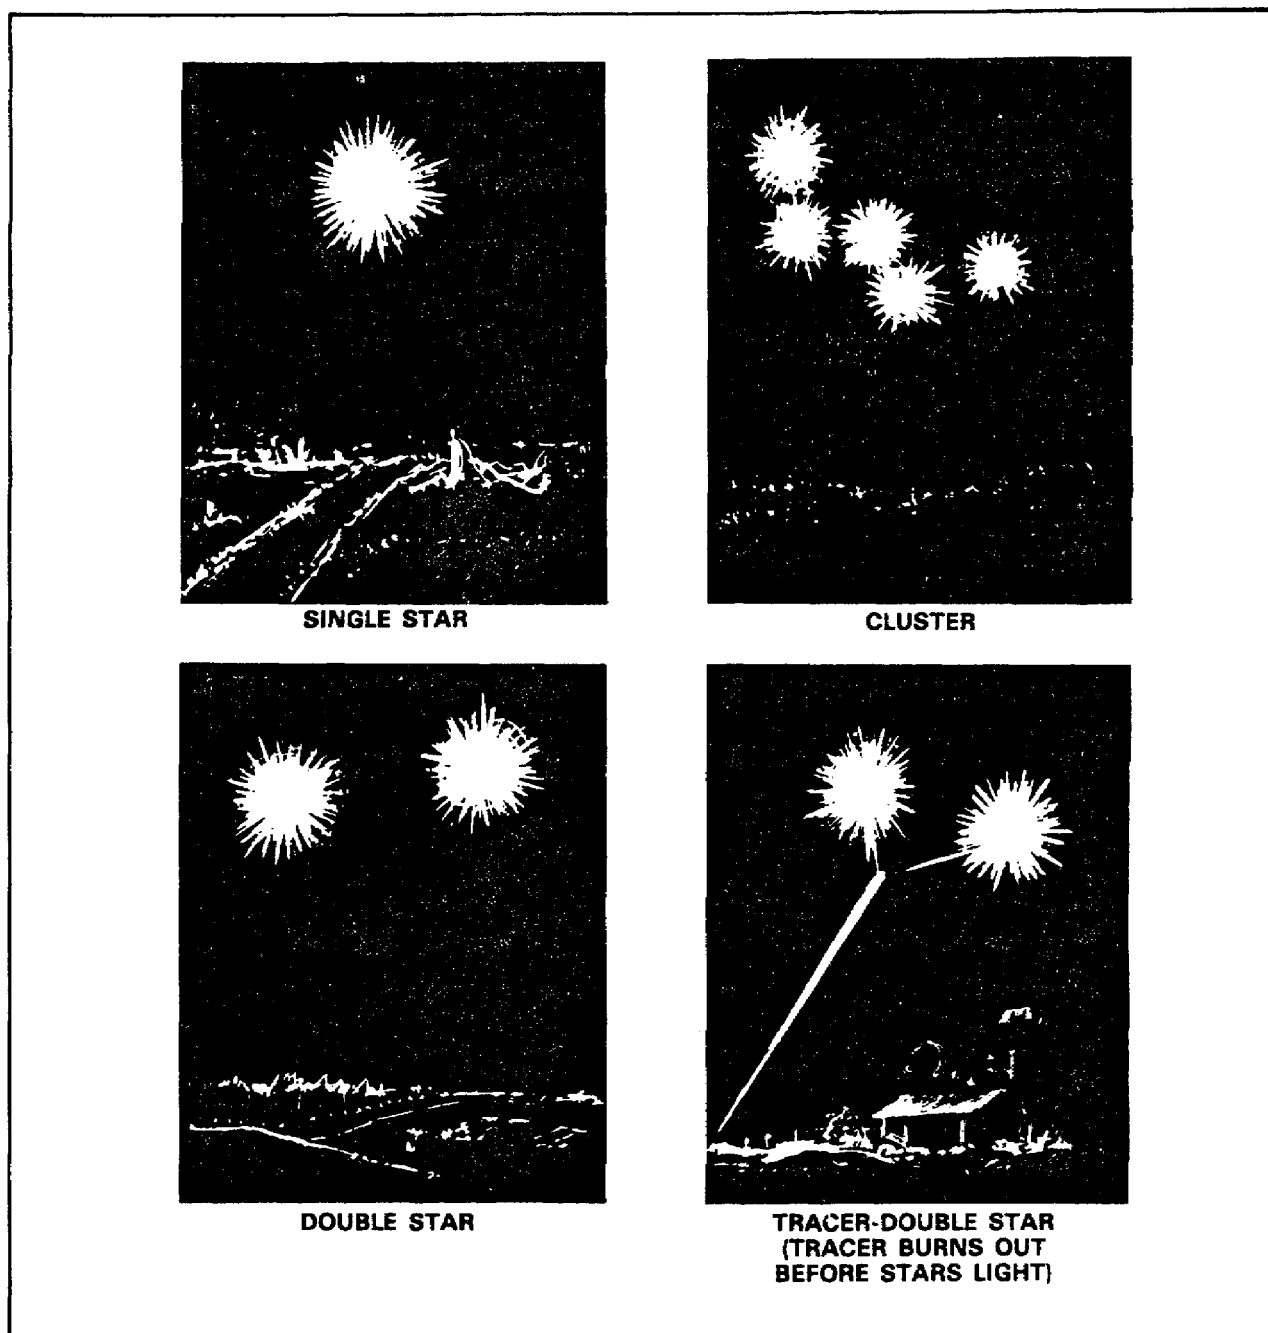 SINGLE STAR
CLUSTER
DOUBLE STAR
TRACER-DOUBLE STAR
(TRACER BURNS OUT
BEFORE STARS LIGHT)